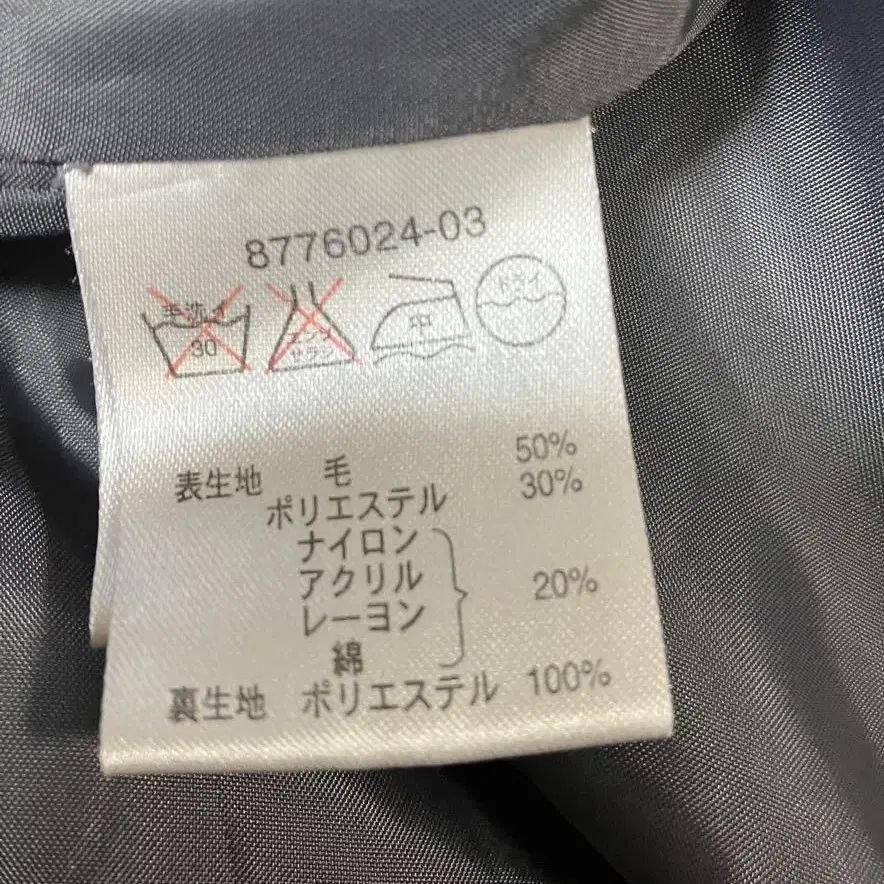 8776024-03
手洗イ 30 エンソサラシ 中 ドライ
表生地 毛 50%
ポリエステル 30%
ナイロン
アクリル 20%
レーヨン
綿
裏生地 ポリエステル 100%